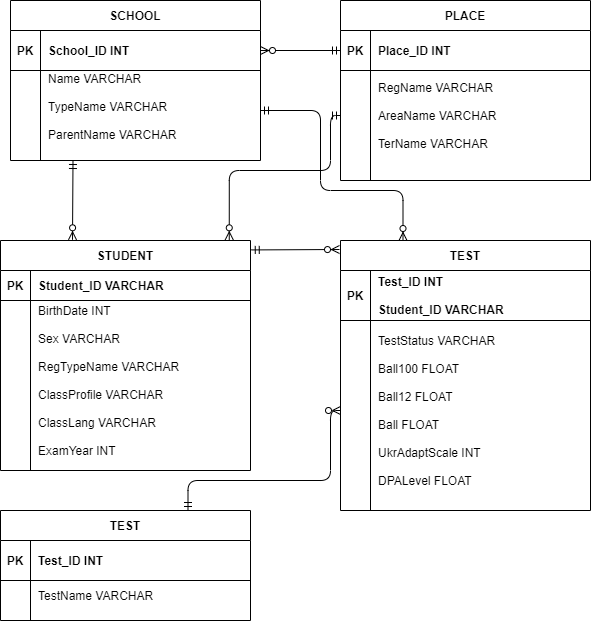 SCHOOL
PK School_ID INT
Name VARCHAR
TypeName VARCHAR
ParentName VARCHAR
PLACE
PK Place_ID INT
RegName VARCHAR
AreaName VARCHAR
TerName VARCHAR
STUDENT
PK Student_ID VARCHAR
BirthDate INT
Sex VARCHAR
RegTypeName VARCHAR
ClassProfile VARCHAR
ClassLang VARCHAR
ExamYear INT
TEST
Test_ID INT
PK
Student_ID VARCHAR
TestStatus VARCHAR
Ball100 FLOAT
Ball12 FLOAT
Ball FLOAT
UkrAdaptScale INT
DPALevel FLOAT
TEST
PK Test_ID INT
TestName VARCHAR